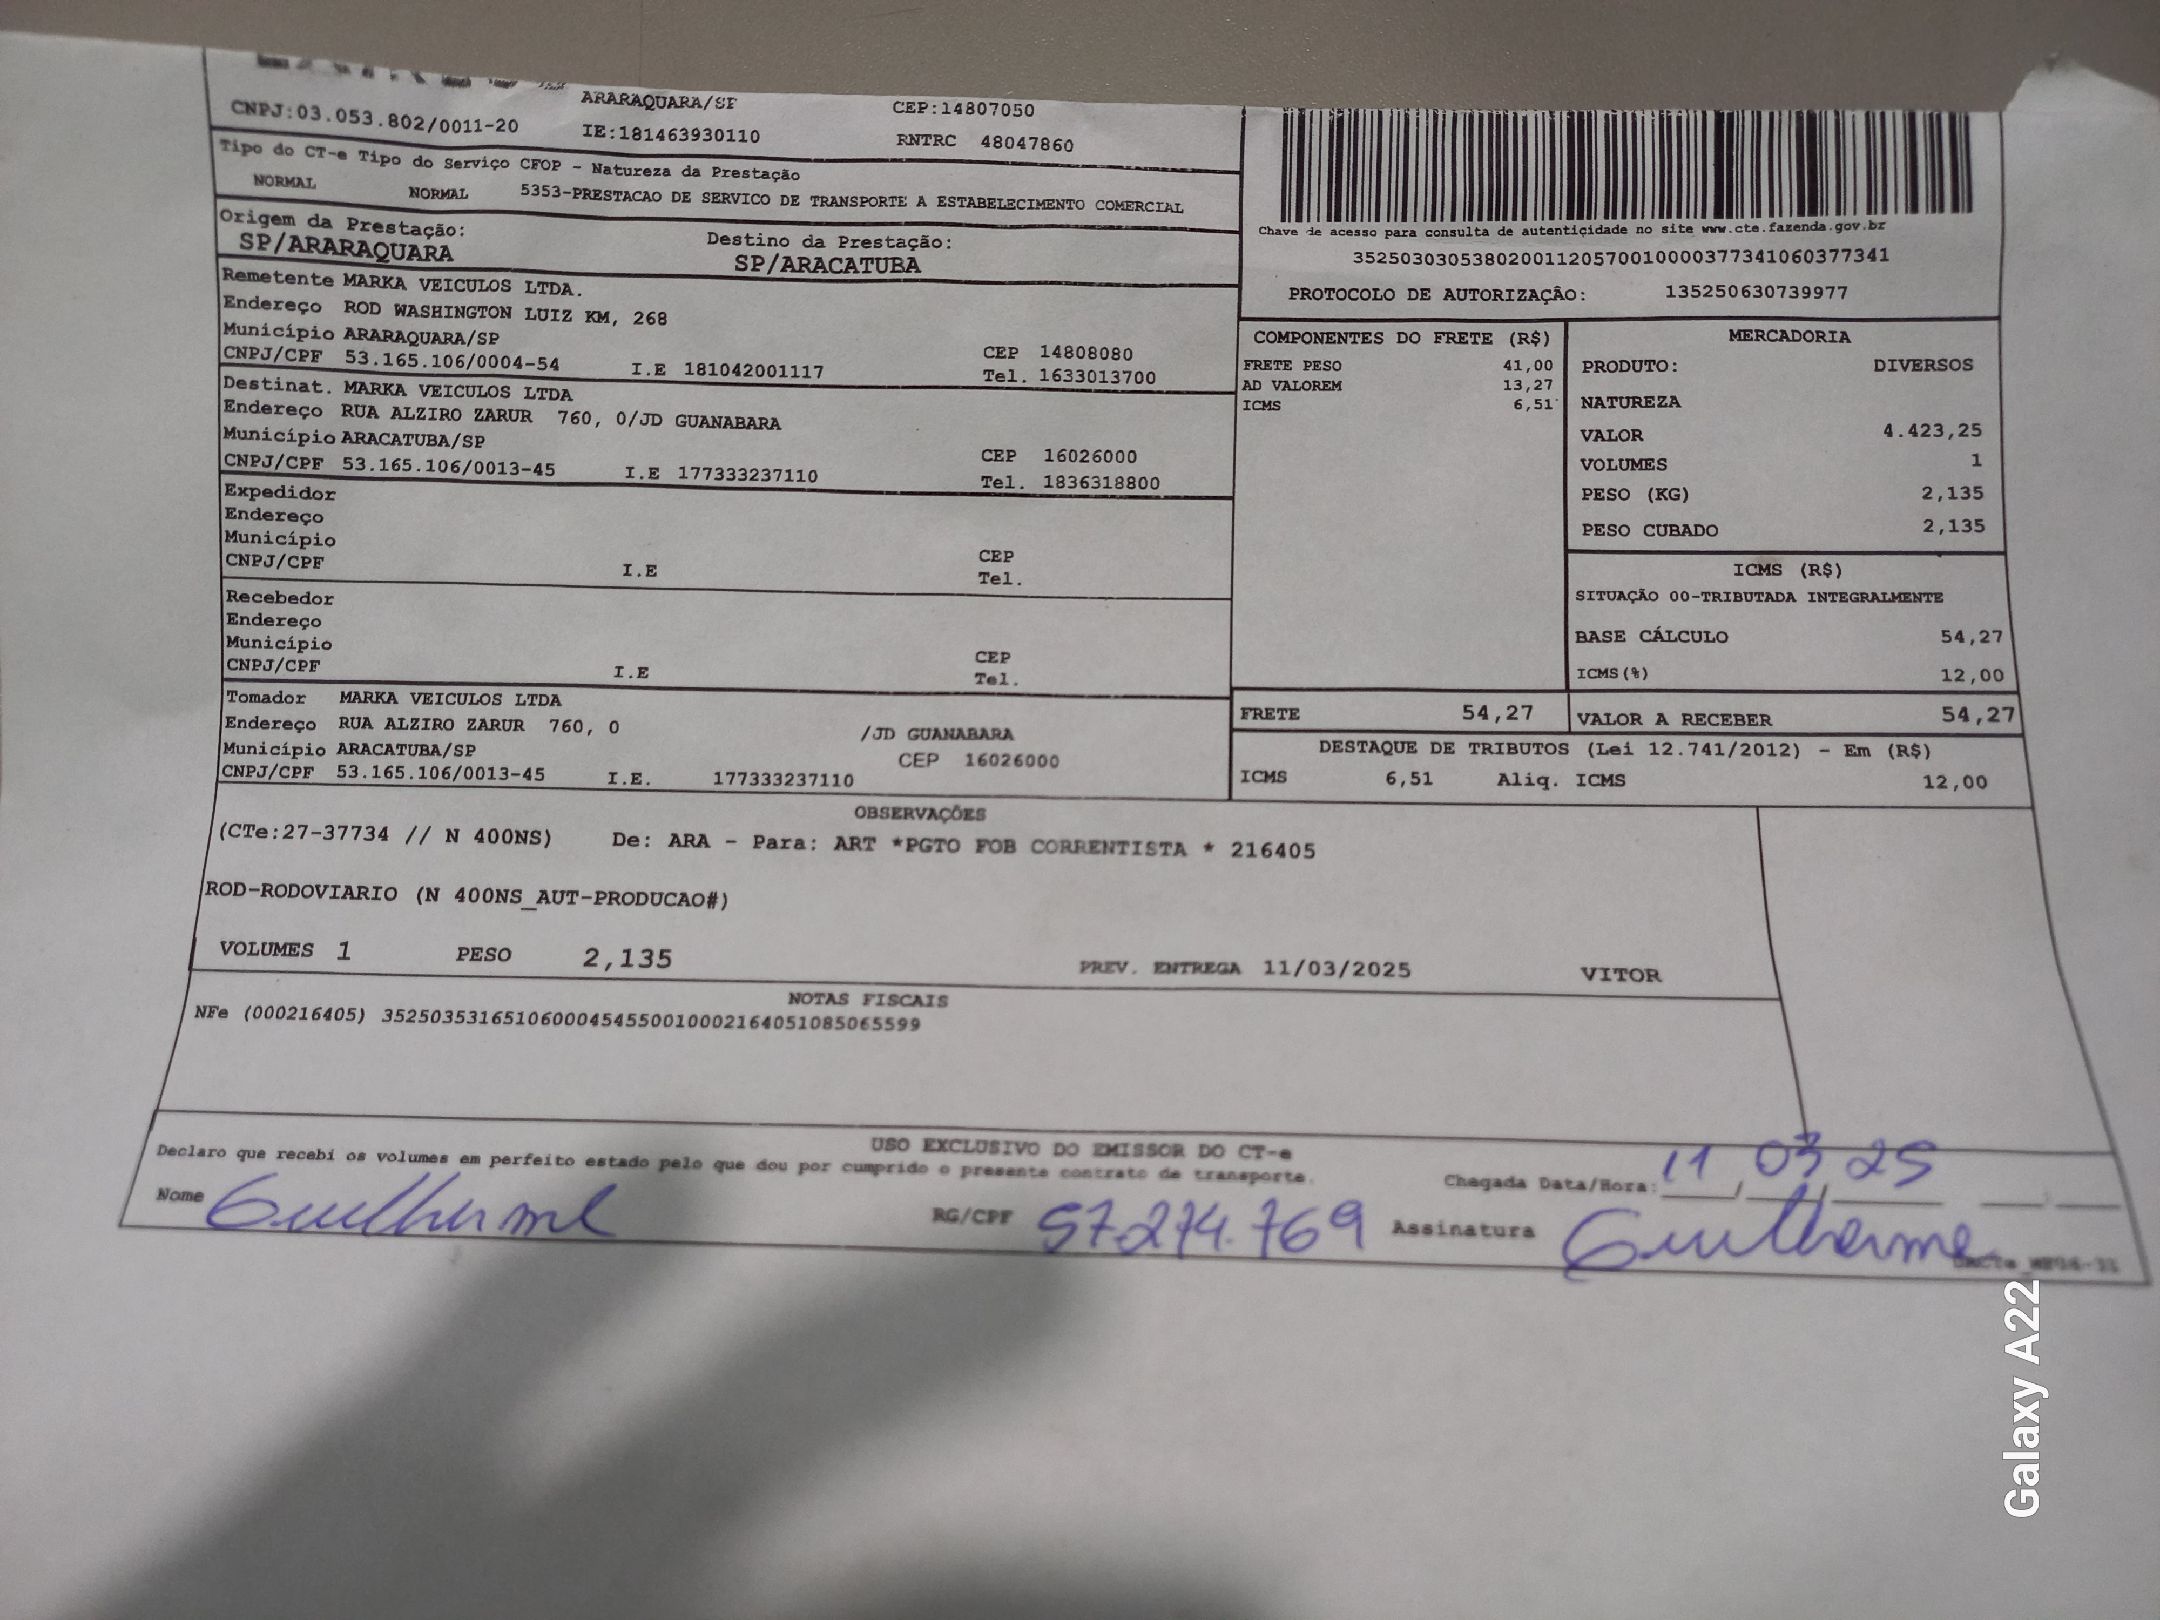 ARARAQUARA/SP CEP:14807050
CNPJ:03.053.802/0011-20 IE:181463930110 RNTRC 48047860
Tipo do CT-e Tipo do Serviço CFOP - Natureza da Prestação
NORMAL NORMAL 5353-PRESTACAO DE SERVICO DE TRANSPORTE A ESTABELECIMENTO COMERCIAL
Origem da Prestação: Destino da Prestação:
SP/ARARAQUARA SP/ARACATUBA
Remetente MARKA VEICULOS LTDA.
Endereço ROD WASHINGTON LUIZ KM, 268
Município ARARAQUARA/SP CEP 14808080
CNPJ/CPF 53.165.106/0004-54 I.E 181042001117 Tel. 1633013700
Destinat. MARKA VEICULOS LTDA
Endereço RUA ALZIRO ZARUR 760, 0/JD GUANABARA
Município ARACATUBA/SP CEP 16026000
CNPJ/CPF 53.165.106/0013-45 I.E 177333237110 Tel. 1836318800
Expedidor
Endereço
Município CEP
CNPJ/CPF I.E Tel.
Recebedor
Endereço
Município CEP
CNPJ/CPF I.E Tel.
Tomador MARKA VEICULOS LTDA
Endereço RUA ALZIRO ZARUR 760, 0 /JD GUANABARA
Município ARACATUBA/SP CEP 16026000
CNPJ/CPF 53.165.106/0013-45 I.E. 177333237110
Chave de acesso para consulta de autenticidade no site www.cte.fazenda.gov.br
35250303053802001120570010000377341060377341
PROTOCOLO DE AUTORIZAÇÃO: 135250630739977
COMPONENTES DO FRETE (R$)
FRETE PESO 41,00
AD VALOREM 13,27
ICMS 6,51
MERCADORIA
PRODUTO: DIVERSOS
NATUREZA
VALOR 4.423,25
VOLUMES 1
PESO (KG) 2,135
PESO CUBADO 2,135
ICMS (R$)
SITUAÇÃO 00-TRIBUTADA INTEGRALMENTE
BASE CÁLCULO 54,27
ICMS(%) 12,00
FRETE 54,27 VALOR A RECEBER 54,27
DESTAQUE DE TRIBUTOS (Lei 12.741/2012) - Em (R$)
ICMS 6,51 Aliq. ICMS 12,00
OBSERVAÇÕES
(CTe:27-37734 // N 400NS) De: ARA - Para: ART *PGTO FOB CORRENTISTA * 216405
ROD-RODOVIARIO (N 400NS_AUT-PRODUCAO#)
VOLUMES 1 PESO 2,135 PREV. ENTREGA 11/03/2025 VITOR
NOTAS FISCAIS
NFe (000216405) 35250353165106000454550010002164051085065599
USO EXCLUSIVO DO EMISSOR DO CT-e
Declaro que recebi os volumes em perfeito estado pelo que dou por cumprido o presente contrato de transporte.
Chegada Data/Hora: 11/03/25
Nome Guilherme RG/CPF 57.274.769 Assinatura Guilherme
Galaxy A22